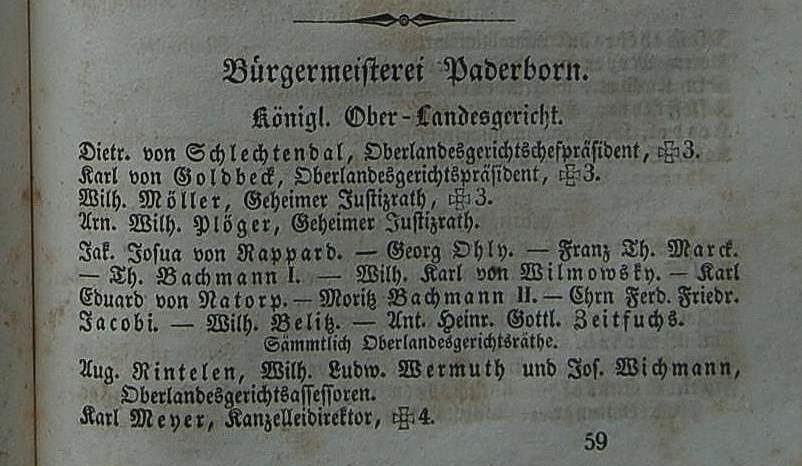 Bürgermeisterei Paderborn.
Königl. Ober-Landesgericht.
Dietr. von Schlechtendal, Oberlandesgerichtschefpräsident, ✠3.
Karl von Goldbeck, Oberlandesgerichtspräsident, ✠3.
Wilh. Möller, Geheimer Justizrath, ✠3.
Arn. Wilh. Plöger, Geheimer Justizrath.
Jak. Josua von Rappard. — Georg Ohly. — Franz Th. Marck.
— Th. Bachmann I. — Wilh. Karl von Wilmowsky. — Karl
Eduard von Natorp. — Moritz Bachmann II. — Chrn Ferd. Friedr.
Jacobi. — Wilh. Belitz. — Ant. Heinr. Gottl. Zeitfuchs.
Sämmtlich Oberlandesgerichtsräthe.
Aug. Rintelen, Wilh. Ludw. Wermuth und Jos. Wichmann,
Oberlandesgerichtsassessoren.
Karl Meyer, Kanzelleidirektor, ✠4.
59